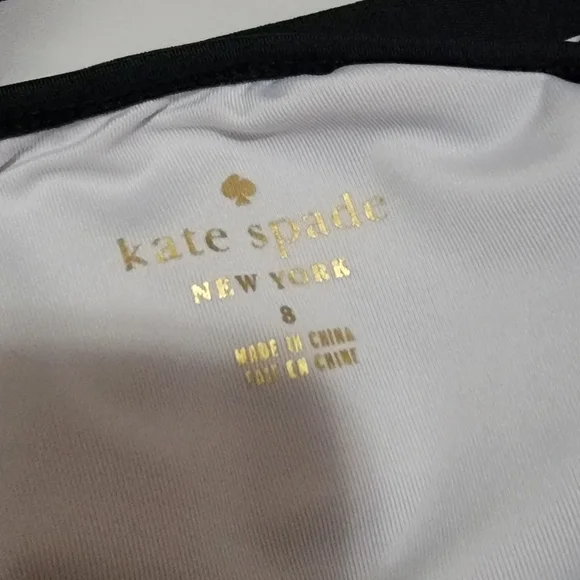 kate spade
NEW YORK
8
MADE IN CHINA
FAIT EN CHINE